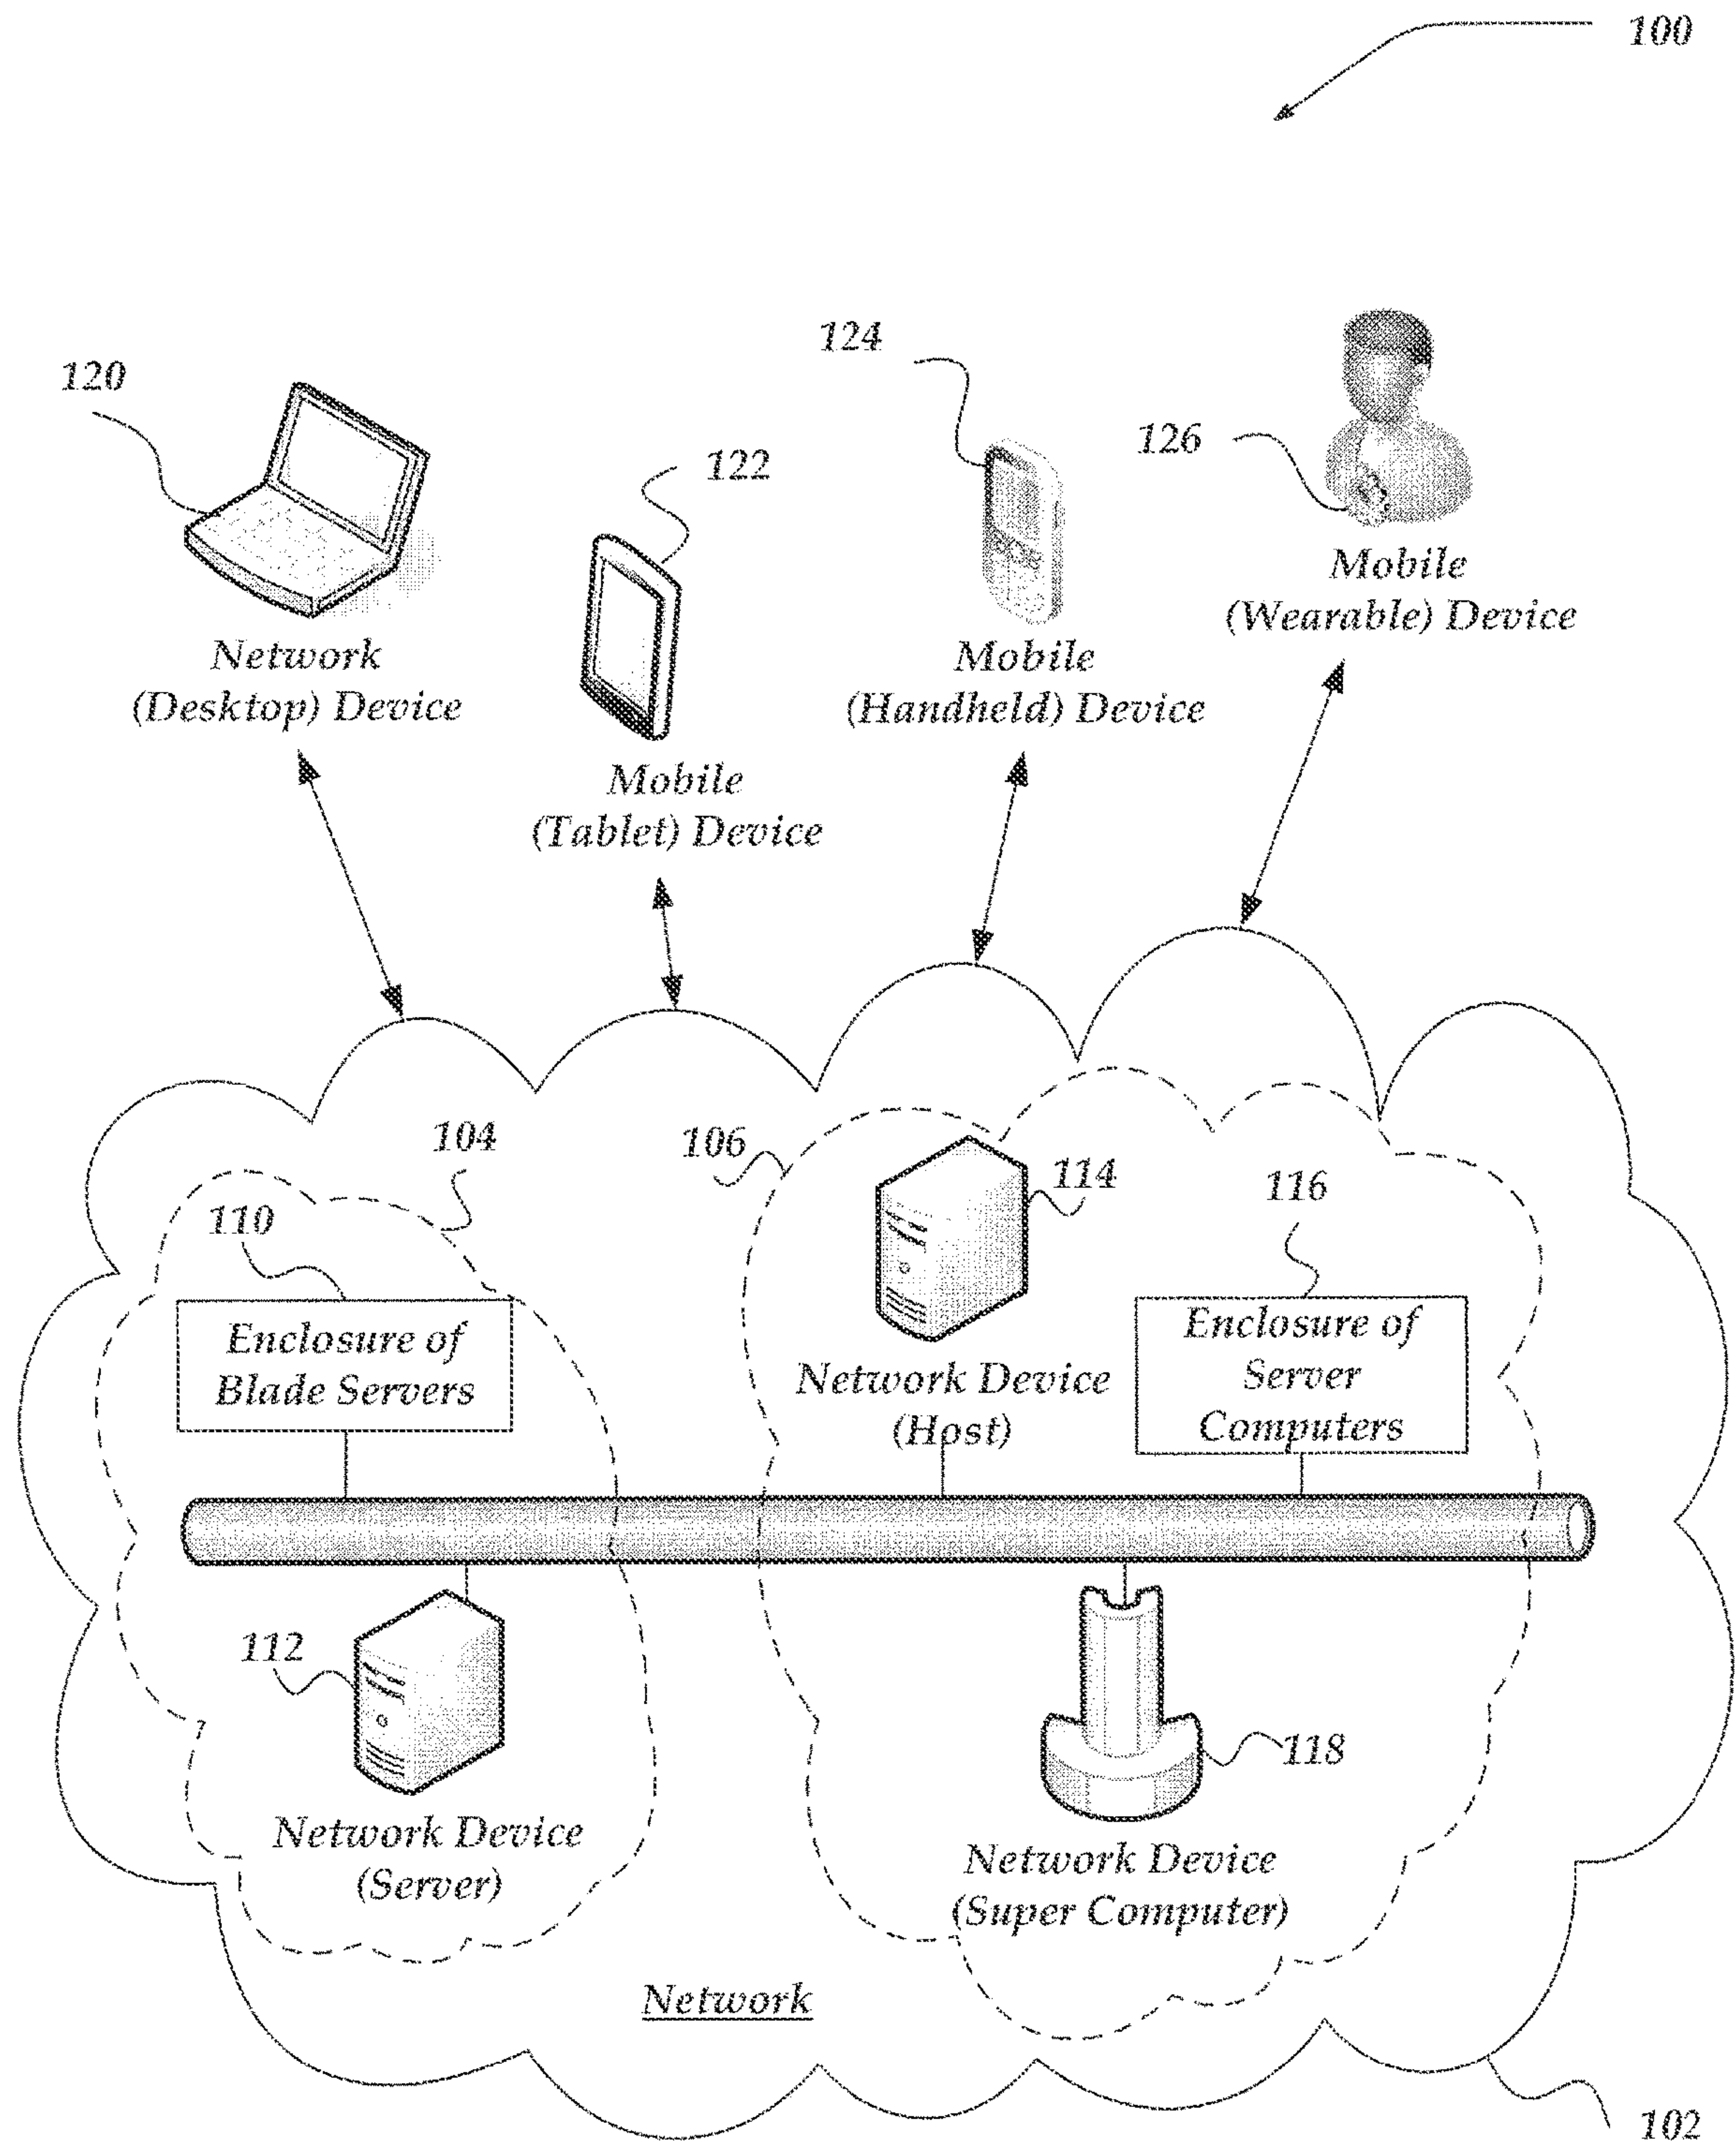 100
120
122
124
126
Network
(Desktop) Device
Mobile
(Tablet) Device
Mobile
(Handheld) Device
Mobile
(Wearable) Device
104
106
110
114
116
Enclosure of
Blade Servers
Network Device
(Host)
Enclosure of
Server
Computers
112
118
Network Device
(Server)
Network Device
(Super Computer)
Network
102